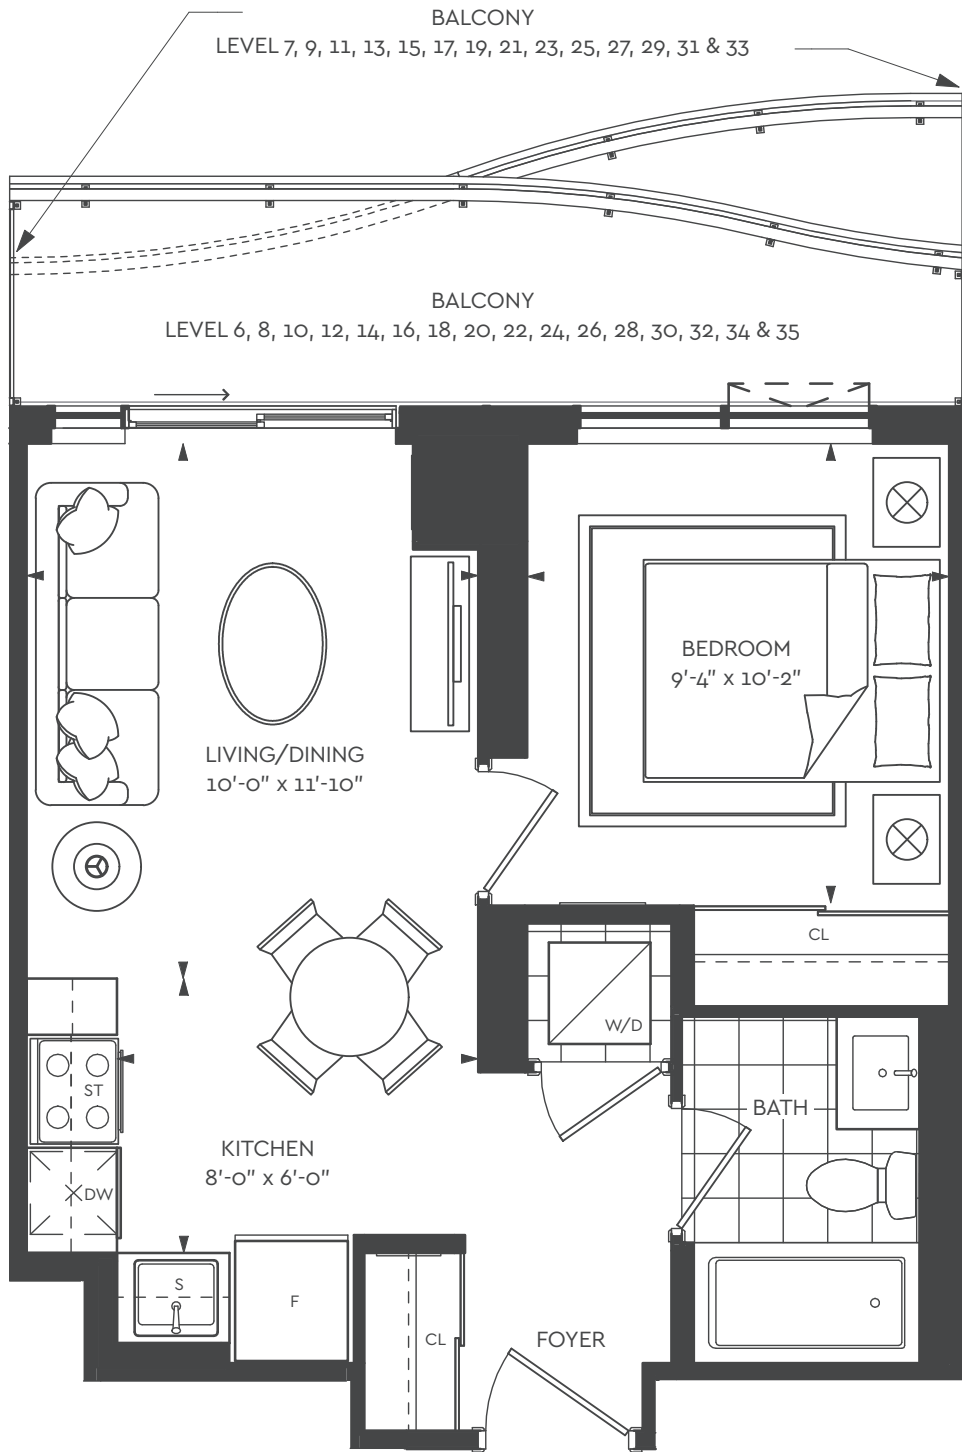 BALCONY
LEVEL 7, 9, 11, 13, 15, 17, 19, 21, 23, 25, 27, 29, 31 & 33
BALCONY
LEVEL 6, 8, 10, 12, 14, 16, 18, 20, 22, 24, 26, 28, 30, 32, 34 & 35
BEDROOM
9'-4" x 10'-2"
LIVING/DINING
10'-0" x 11'-10"
CL
W/D
ST
BATH
KITCHEN
8'-0" x 6'-0"
DW
S
F
CL
FOYER